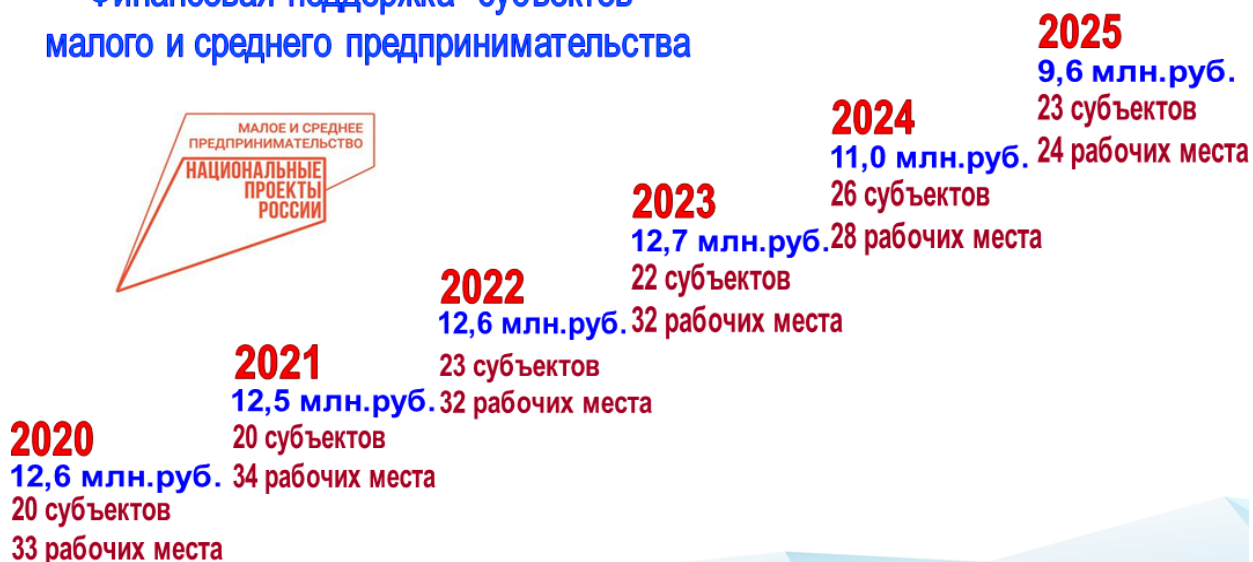 Финансовая поддержка субъектов
малого и среднего предпринимательства
МАЛОЕ И СРЕДНЕЕ
ПРЕДПРИНИМАТЕЛЬСТВО
НАЦИОНАЛЬНЫЕ
ПРОЕКТЫ
РОССИИ
2020
12,6 млн.руб.
20 субъектов
33 рабочих места
2021
12,5 млн.руб.
20 субъектов
34 рабочих места
2022
12,6 млн.руб.
23 субъектов
32 рабочих места
2023
12,7 млн.руб.
22 субъектов
32 рабочих места
2024
11,0 млн.руб.
26 субъектов
28 рабочих места
2025
9,6 млн.руб.
23 субъектов
24 рабочих места